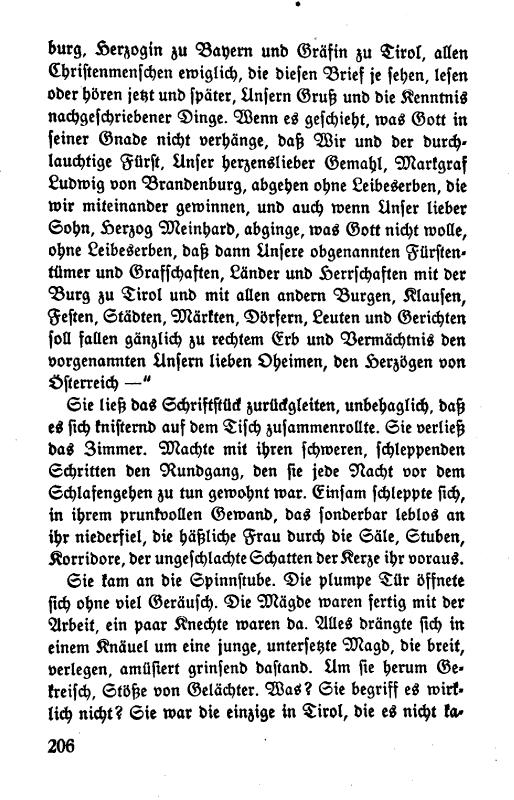 burg, Herzogin zu Bayern und Gräfin zu Tirol, allen
Christenmenschen ewiglich, die diesen Brief je sehen, lesen
oder hören jetzt und später, Unsern Gruß und die Kenntnis
nachgeschriebener Dinge. Wenn es geschieht, was Gott in
seiner Gnade nicht verhänge, daß Wir und der durch-
lauchtige Fürst, Unser herzenslieber Gemahl, Markgraf
Ludwig von Brandenburg, abgehen ohne Leibeserben, die
wir miteinander gewinnen, und auch wenn Unser lieber
Sohn, Herzog Meinhard, abginge, was Gott nicht wolle,
ohne Leibeserben, daß dann Unsere obgenannten Fürsten-
tümer und Grafschaften, Länder und Herrschaften mit der
Burg zu Tirol und mit allen andern Burgen, Klausen,
Festen, Städten, Märkten, Dörfern, Leuten und Gerichten
soll fallen gänzlich zu rechtem Erb und Vermächtnis den
vorgenannten Unsern lieben Oheimen, den Herzögen von
Österreich —"
Sie ließ das Schriftstück zurückgleiten, unbehaglich, daß
es sich knisternd auf dem Tisch zusammenrollte. Sie verließ
das Zimmer. Machte mit ihren schweren, schleppenden
Schritten den Rundgang, den sie jede Nacht vor dem
Schlafengehen zu tun gewohnt war. Einsam schleppte sich,
in ihrem prunkvollen Gewand, das sonderbar leblos an
ihr niederfiel, die häßliche Frau durch die Säle, Stuben,
Korridore, der ungeschlachte Schatten der Kerze ihr voraus.
Sie kam an die Spinnstube. Die plumpe Tür öffnete
sich ohne viel Geräusch. Die Mägde waren fertig mit der
Arbeit, ein paar Knechte waren da. Alles drängte sich in
einem Knäuel um eine junge, untersetzte Magd, die breit,
verlegen, amüsiert grinsend dastand. Um sie herum Ge-
kreisch, Stöße von Gelächter. Was? Sie begriff es wirk-
lich nicht? Sie war die einzige in Tirol, die es nicht ka-
206